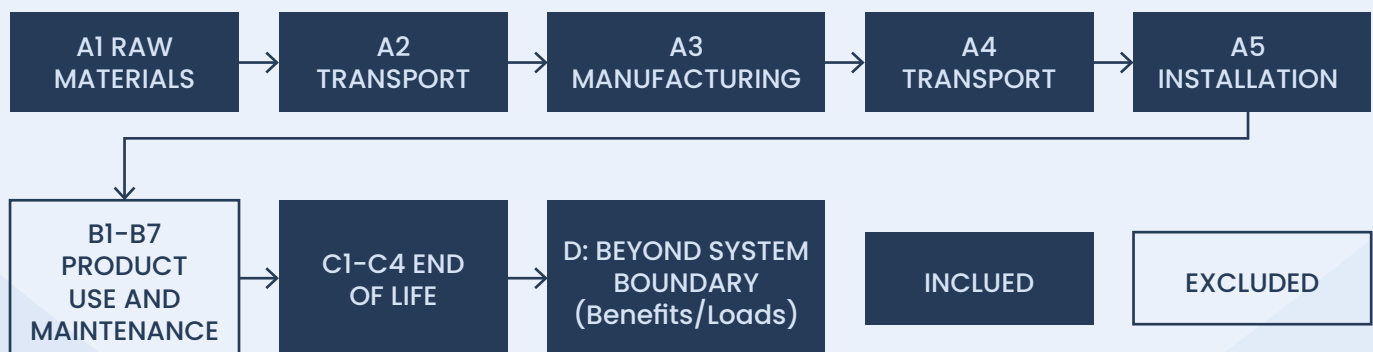 A1 RAW
MATERIALS
A2
TRANSPORT
A3
MANUFACTURING
A4
TRANSPORT
A5
INSTALLATION
B1-B7
PRODUCT
USE AND
MAINTENANCE
C1-C4 END
OF LIFE
D: BEYOND SYSTEM
BOUNDARY
(Benefits/Loads)
INCLUED
EXCLUDED